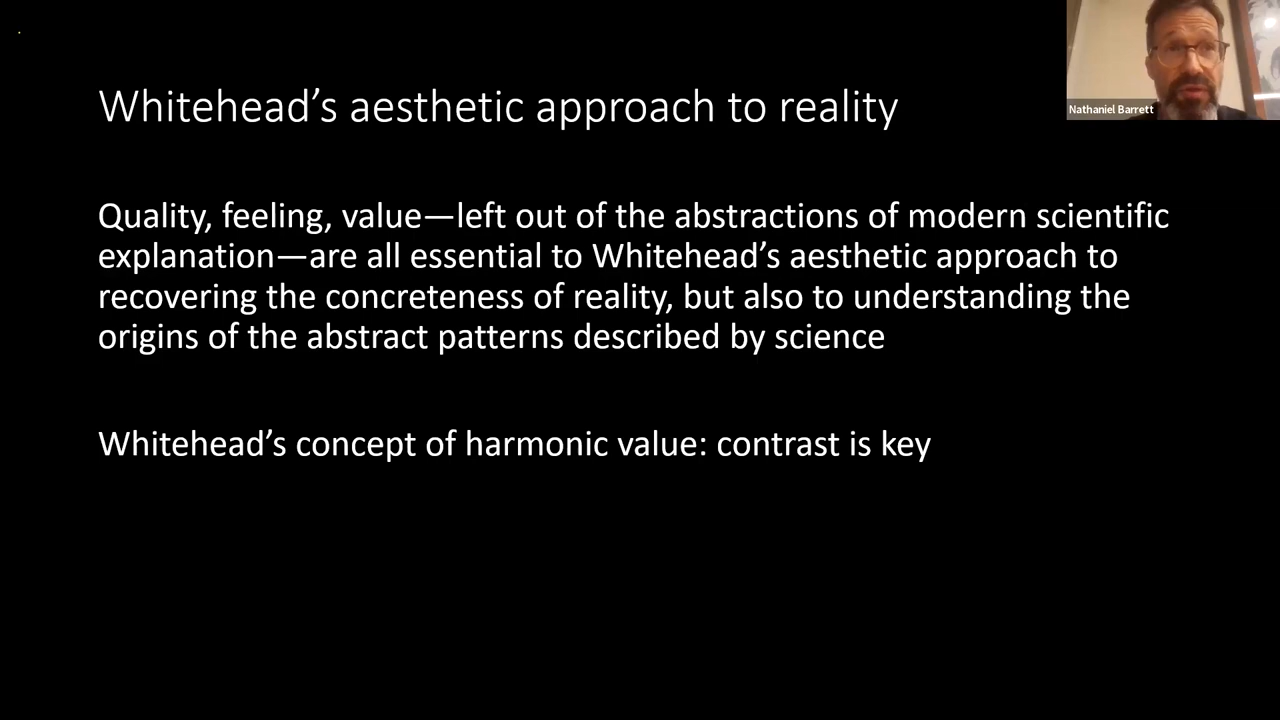 Whitehead’s aesthetic approach to reality
Nathaniel Barrett
Quality, feeling, value—left out of the abstractions of modern scientific
explanation—are all essential to Whitehead’s aesthetic approach to
recovering the concreteness of reality, but also to understanding the
origins of the abstract patterns described by science
Whitehead’s concept of harmonic value: contrast is key